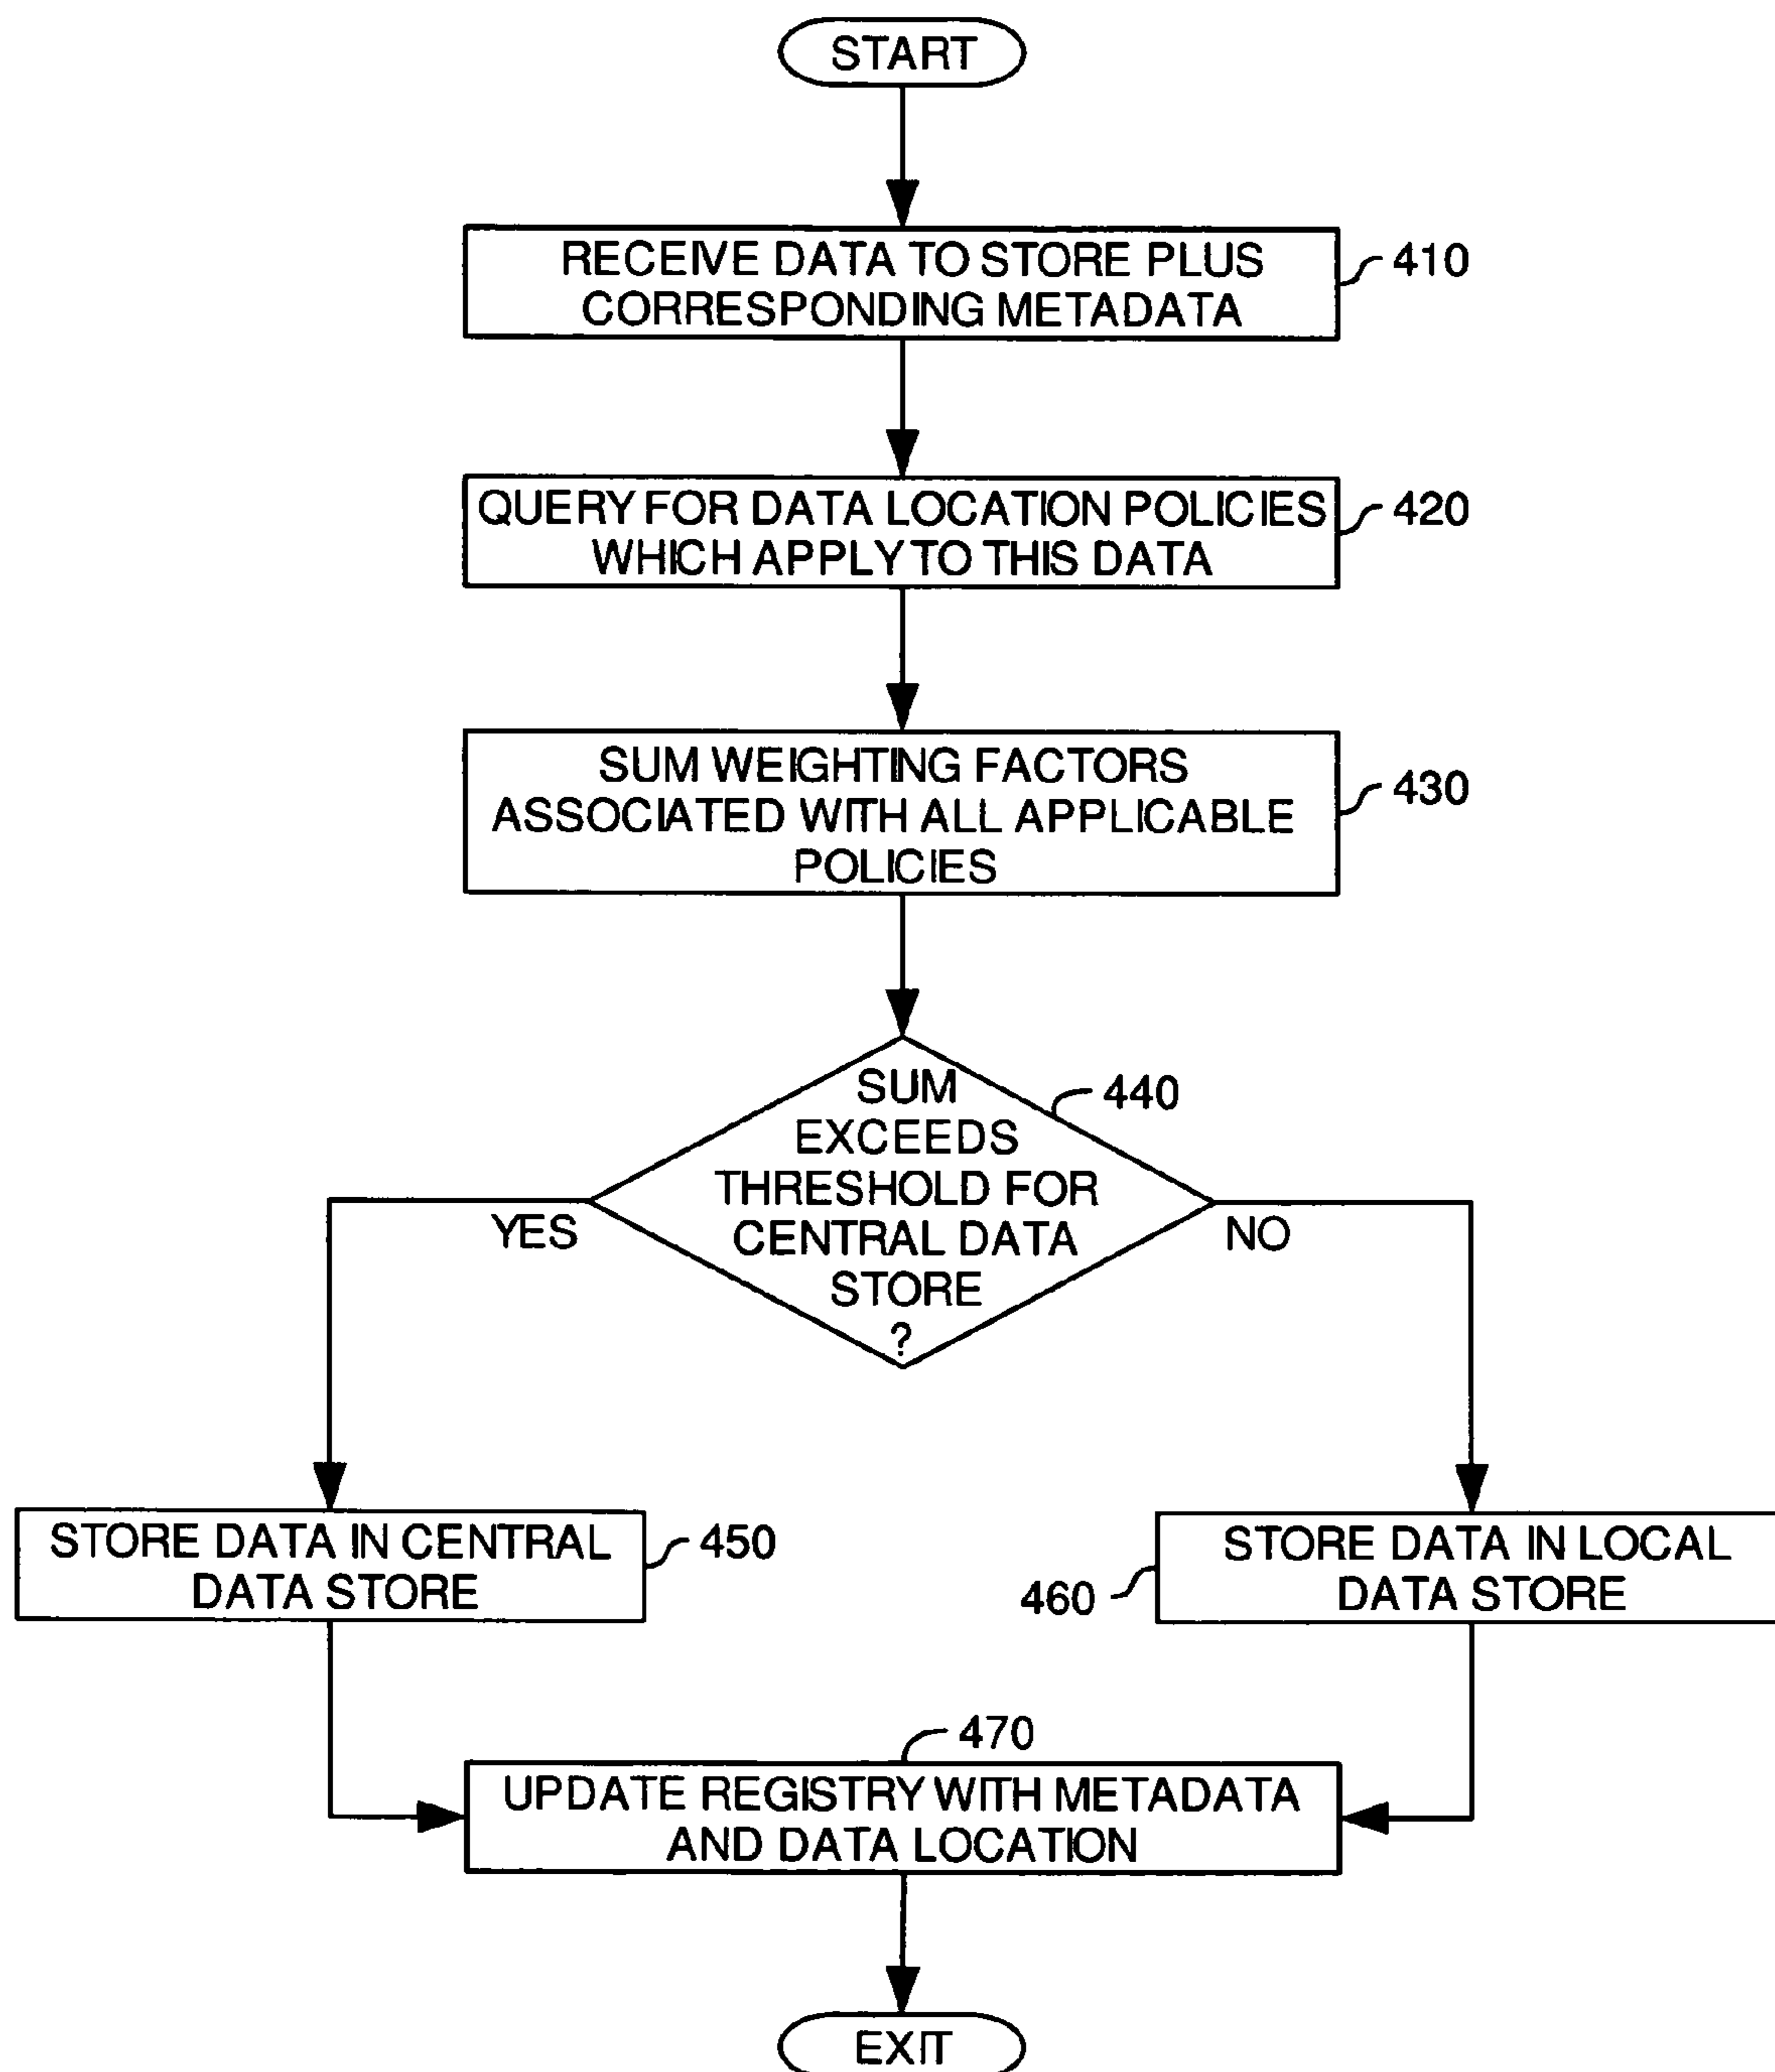 START
RECEIVE DATA TO STORE PLUS
CORRESPONDING METADATA
410
QUERY FOR DATA LOCATION POLICIES
WHICH APPLY TO THIS DATA
420
SUM WEIGHTING FACTORS
ASSOCIATED WITH ALL APPLICABLE
POLICIES
430
SUM
EXCEEDS
THRESHOLD FOR
CENTRAL DATA
STORE
?
440
YES
NO
STORE DATA IN CENTRAL
DATA STORE
450
STORE DATA IN LOCAL
DATA STORE
460
470
UPDATE REGISTRY WITH METADATA
AND DATA LOCATION
EXIT